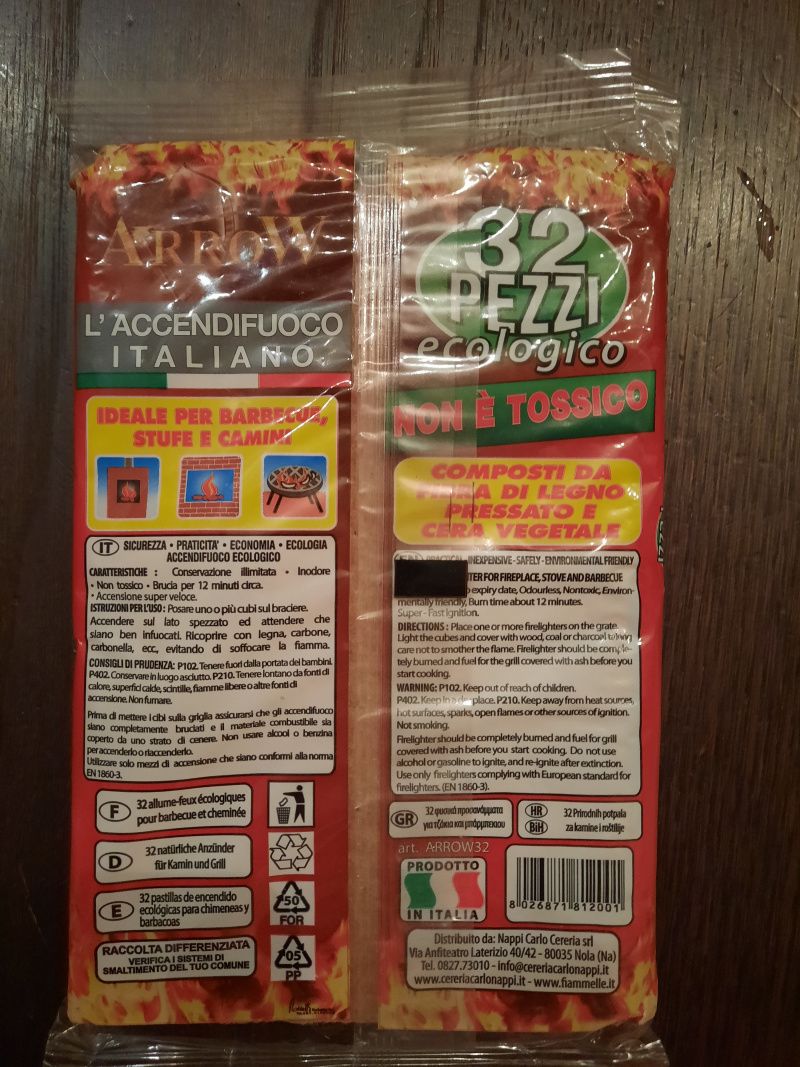 ARROW
L'ACCENDIFUOCO
ITALIANO
IDEALE PER BARBECUE,
STUFE E CAMINI
IT SICUREZZA • PRATICITA' • ECONOMIA • ECOLOGIA
ACCENDIFUOCO ECOLOGICO
CARATTERISTICHE : Conservazione illimitata • Inodore
• Non tossico • Brucia per 12 minuti circa.
• Accensione super veloce.
ISTRUZIONI PER L'USO: Posare uno o più cubi sul braciere.
Accendere sul lato spezzato ed attendere che
siano ben infuocati. Ricoprire con legna, carbone,
carbonella, ecc, evitando di soffocare la fiamma.
CONSIGLI DI PRUDENZA: P102. Tenere fuori dalla portata dei bambini.
P402. Conservare in luogo asciutto. P210. Tenere lontano da fonti di
calore, superfici calde, scintille, fiamme libere o altre fonti di
accensione. Non fumare.
Prima di mettere i cibi sulla griglia assicurarsi che gli accendifuoco
siano completamente bruciati e il materiale combustibile sia
coperto da uno strato di cenere. Non usare alcool o benzina
per accenderlo o riaccenderlo.
Utilizzare solo mezzi di accensione che siano conformi alla norma
EN 1860-3.
F 32 allume-feux écologiques
pour barbecue et cheminée
D 32 natürliche Anzünder
für Kamin und Grill
E 32 pastillas de encendido
ecológicas para chimeneas y
barbacoas
50
FOR
RACCOLTA DIFFERENZIATA
VERIFICA I SISTEMI DI
SMALTIMENTO DEL TUO COMUNE
05
PP
32
PEZZI
ecologico
NON È TOSSICO
COMPOSTI DA
FIBRA DI LEGNO
PRESSATO E
CERA VEGETALE
PRACTICAL INEXPENSIVE - SAFELY - ENVIRONMENTAL FRIENDLY
TER FOR FIREPLACE, STOVE AND BARBECUE
expiry date, Odourless, Nontoxic, Environ-
mentally friendly, Burn time about 12 minutes.
Super - Fast ignition.
DIRECTIONS : Place one or more firelighters on the grate.
Light the cubes and cover with wood, coal or charcoal taking
care not to smother the flame. Firelighter should be comple-
tely burned and fuel for the grill covered with ash before you
start cooking.
WARNING: P102. Keep out of reach of children.
P402. Keep in a place. P210. Keep away from heat sources,
hot surfaces, sparks, open flames or other sources of ignition.
Not smoking.
Firelighter should be completely burned and fuel for grill
covered with ash before you start cooking. Do not use
alcohol or gasoline to ignite, and re-ignite after extinction.
Use only firelighters complying with European standard for
firelighters. (EN 1860-3).
GR 32 φυσικά προσανάμματα
για τζάκια και μπάρμπεκιου
HR
BiH
32 Prirodnih potpala
za kamine i roštilje
art. ARROW32
PRODOTTO
IN ITALIA
8 026871 812001
Distribuito da: Nappi Carlo Cereria srl
Via Anfiteatro Laterizio 40/42 - 80035 Nola (Na)
Tel. 0827.73010 - info@cereriacarlonappi.it
www.cereriacarlonappi.it - www.fiammelle.it